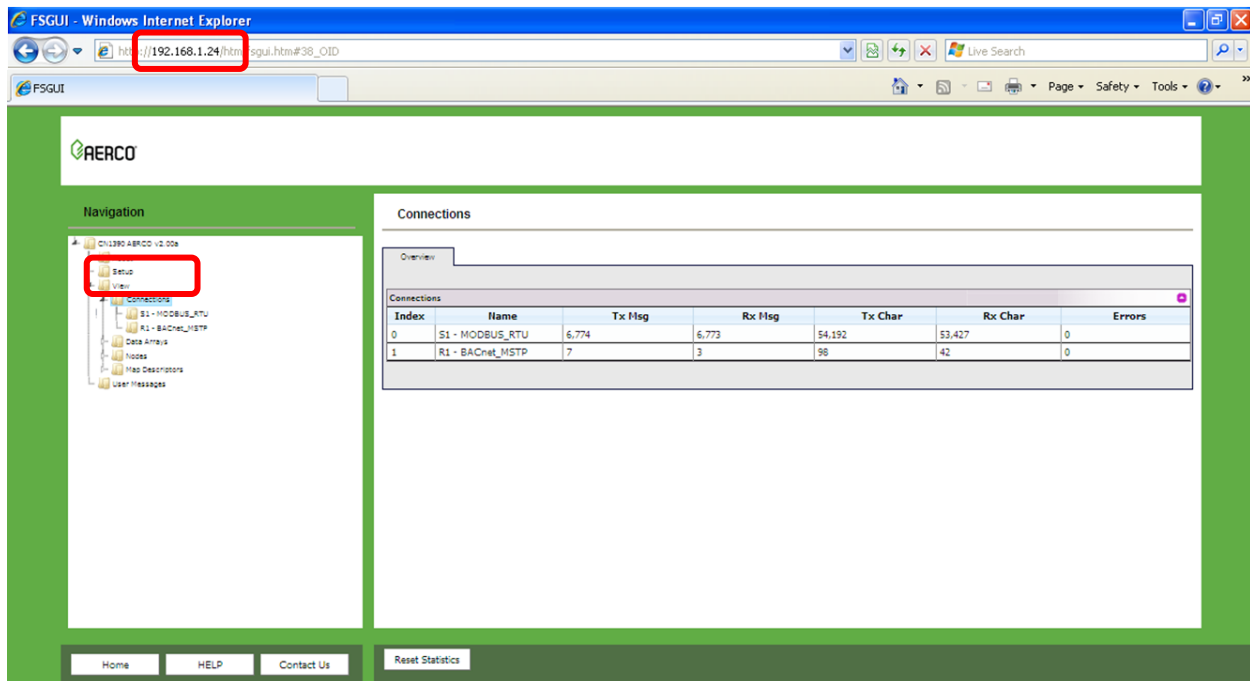 FSGUI - Windows Internet Explorer
//192.168.1.24/htm sgui.htm#38_OID
Live Search
FSGUI
Page Safety Tools
AERCO
Navigation
CN1390 AERCO v2.00a
Setup
View
Connections
S1 - MODBUS_RTU
R1 - BACnet_MSTP
Data Arrays
Nodes
Map Descriptors
User Messages
Connections
Overview
Connections
Index Name Tx Msg Rx Msg Tx Char Rx Char Errors
0 S1 - MODBUS_RTU 6,774 6,773 54,192 53,427 0
1 R1 - BACnet_MSTP 7 3 98 42 0
Home HELP Contact Us Reset Statistics